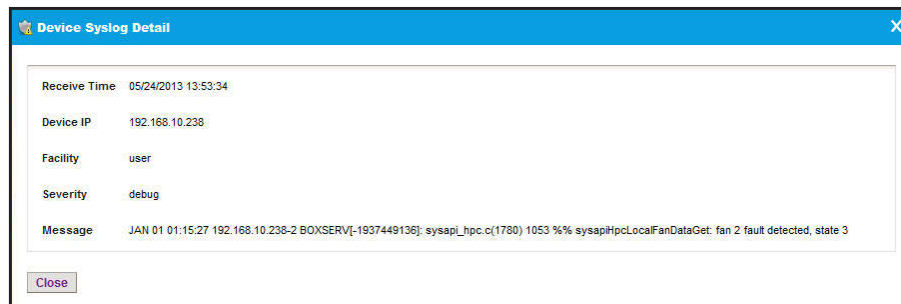 Device Syslog Detail
Receive Time 05/24/2013 13:53:34
Device IP 192.168.10.238
Facility user
Severity debug
Message JAN 01 01:15:27 192.168.10.238-2 BOXSERV[-1937449136]: sysapi_hpc.c(1780) 1053 %% sysapiHpcLocalFanDataGet: fan 2 fault detected, state 3
Close